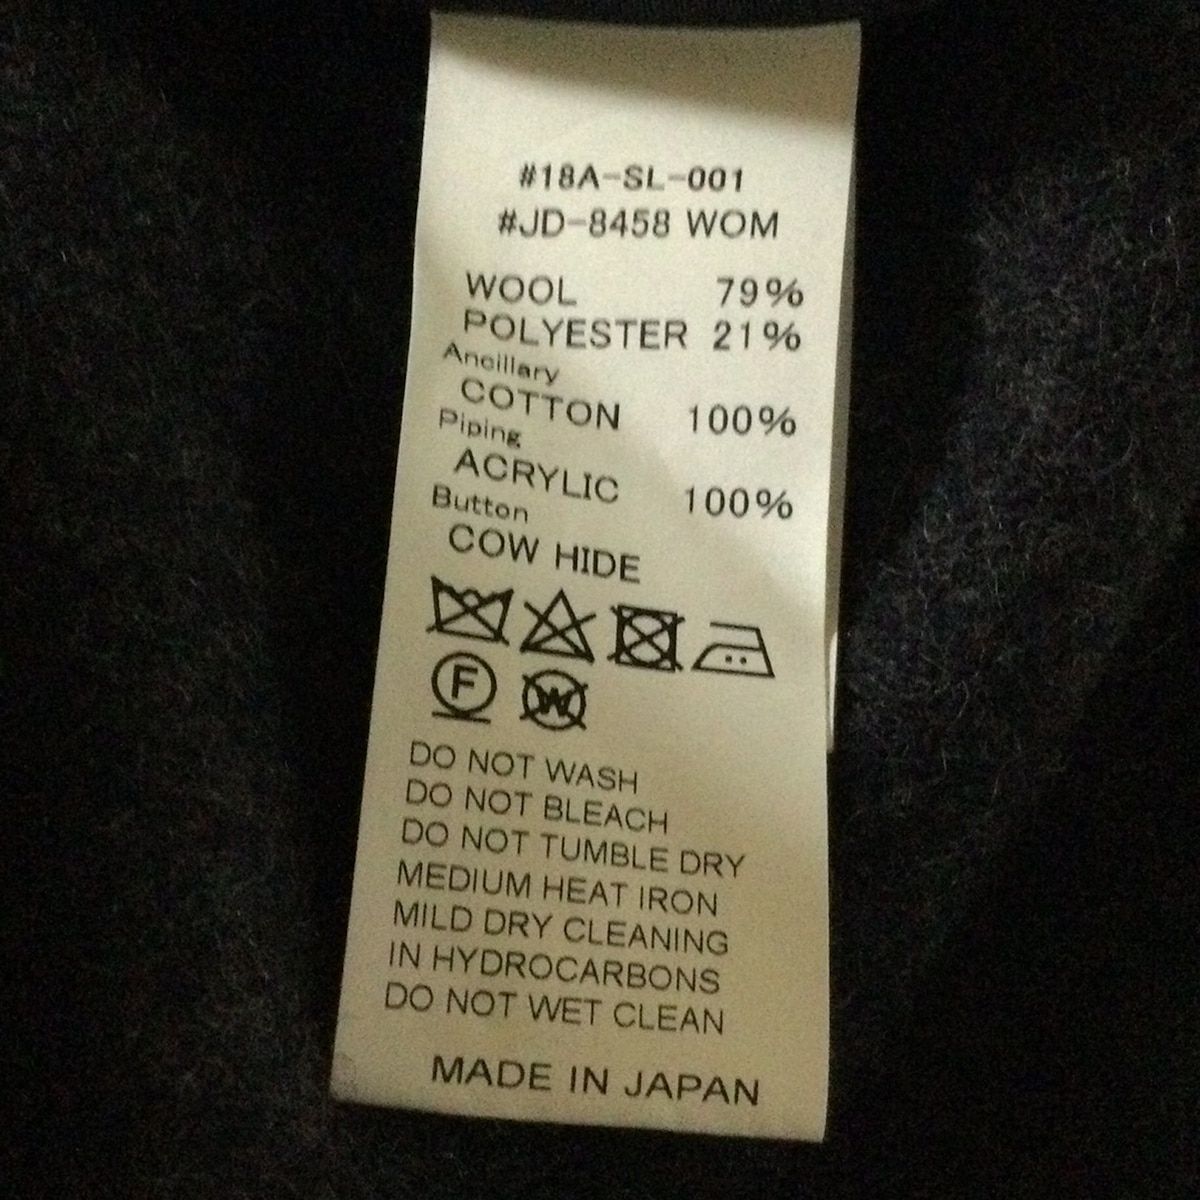 #18A-SL-001
#JD-8458 WOM
WOOL 79%
POLYESTER 21%
Ancillary
COTTON 100%
Piping
ACRYLIC 100%
Button
COW HIDE
F W
DO NOT WASH
DO NOT BLEACH
DO NOT TUMBLE DRY
MEDIUM HEAT IRON
MILD DRY CLEANING
IN HYDROCARBONS
DO NOT WET CLEAN
MADE IN JAPAN